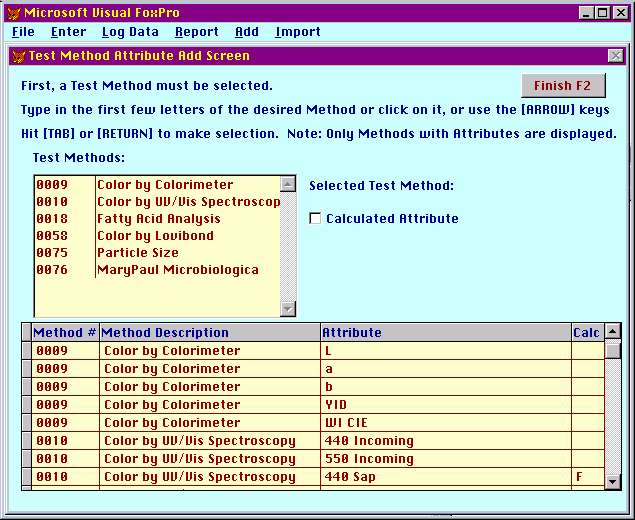 Microsoft Visual FoxPro
File Enter Log Data Report Add Import
Test Method Attribute Add Screen
First, a Test Method must be selected.
Finish F2
Type in the first few letters of the desired Method or click on it, or use the [ARROW] keys
Hit [TAB] or [RETURN] to make selection. Note: Only Methods with Attributes are displayed.
Test Methods:
0009 Color by Colorimeter
0010 Color by UV/Vis Spectroscop
0018 Fatty Acid Analysis
0058 Color by Lovibond
0075 Particle Size
0076 MaryPaul Microbiologica
Selected Test Method:
Calculated Attribute
Method # Method Description Attribute Calc
0009 Color by Colorimeter L
0009 Color by Colorimeter a
0009 Color by Colorimeter b
0009 Color by Colorimeter YID
0009 Color by Colorimeter WI CIE
0010 Color by UV/Vis Spectroscopy 440 Incoming
0010 Color by UV/Vis Spectroscopy 550 Incoming
0010 Color by UV/Vis Spectroscopy 440 Sap F